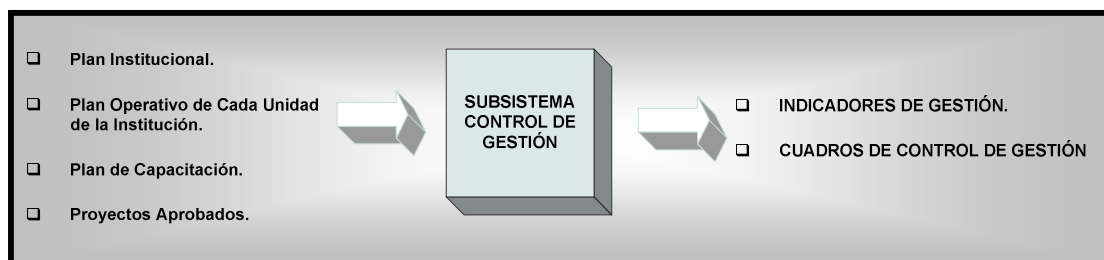 Plan Institucional.
Plan Operativo de Cada Unidad
de la Institución.
Plan de Capacitación.
Proyectos Aprobados.
SUBSISTEMA
CONTROL DE
GESTIÓN
INDICADORES DE GESTIÓN.
CUADROS DE CONTROL DE GESTIÓN